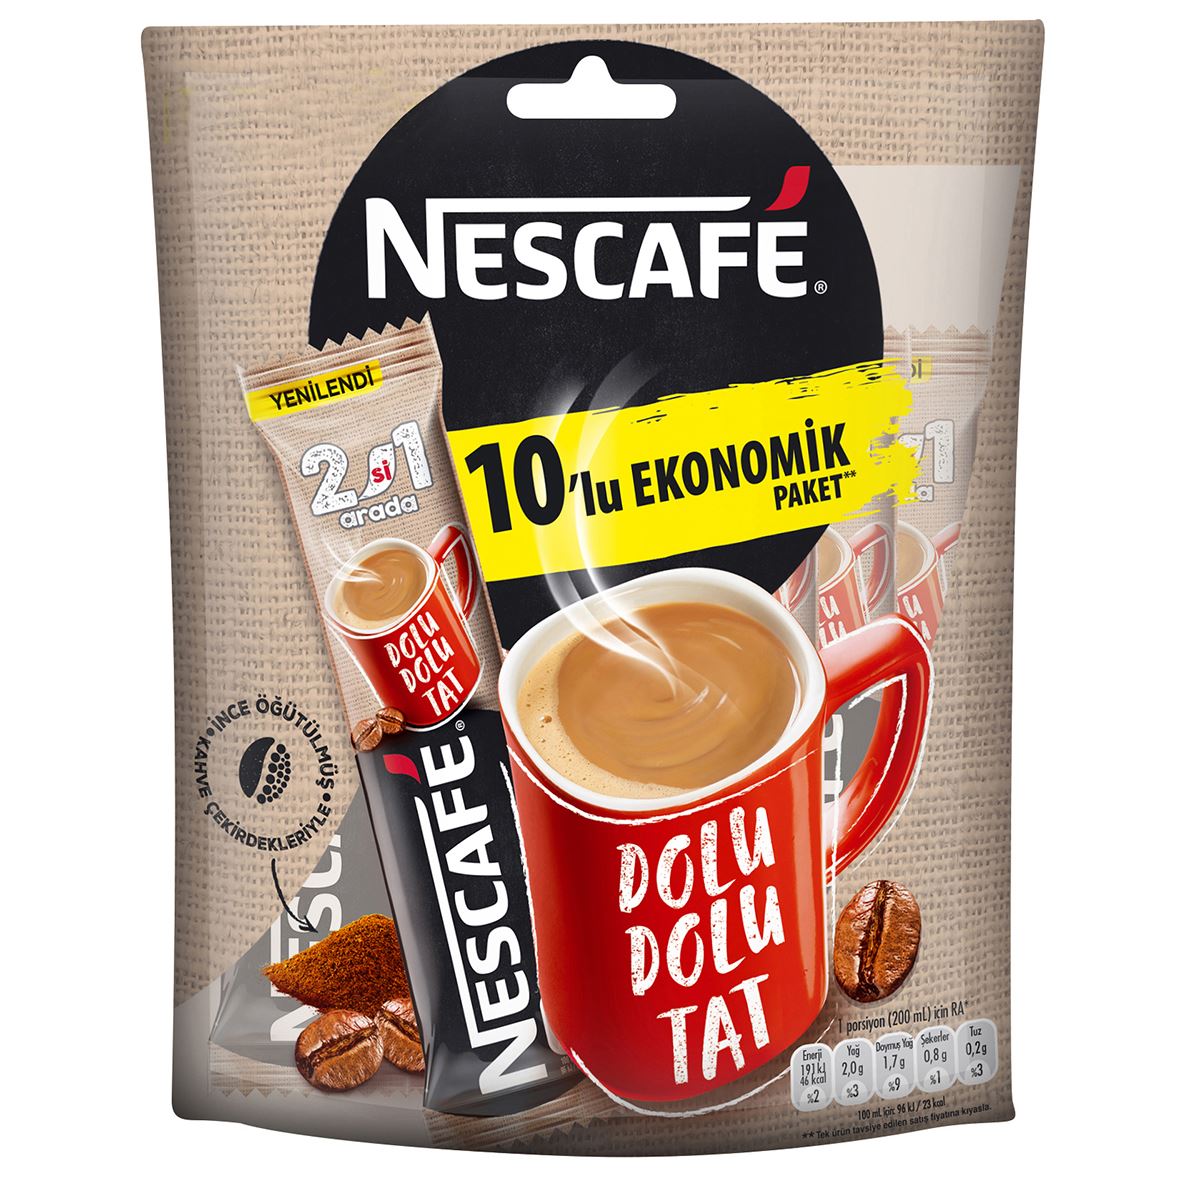 NESCAFÉ®
YENİLENDİ
2si1
arada
10'lu EKONOMİK
PAKET**
DOLU
DOLU
TAT
NESCAFÉ®
İNCE ÖĞÜTÜLMÜŞ • KAHVE ÇEKİRDEKLERİYLE •
DOLU
DOLU
TAT
1 porsiyon (200 mL) için RA*
Enerji 191 kJ 46 kcal %2
Yağ 2,0g %3
Doymuş Yağ 1,7g %9
Şekerler 0,8g %1
Tuz 0,2g %3
100 mL için: 96 kJ / 23 kcal
** Tek ürün tavsiye edilen satış fiyatına kıyasla.